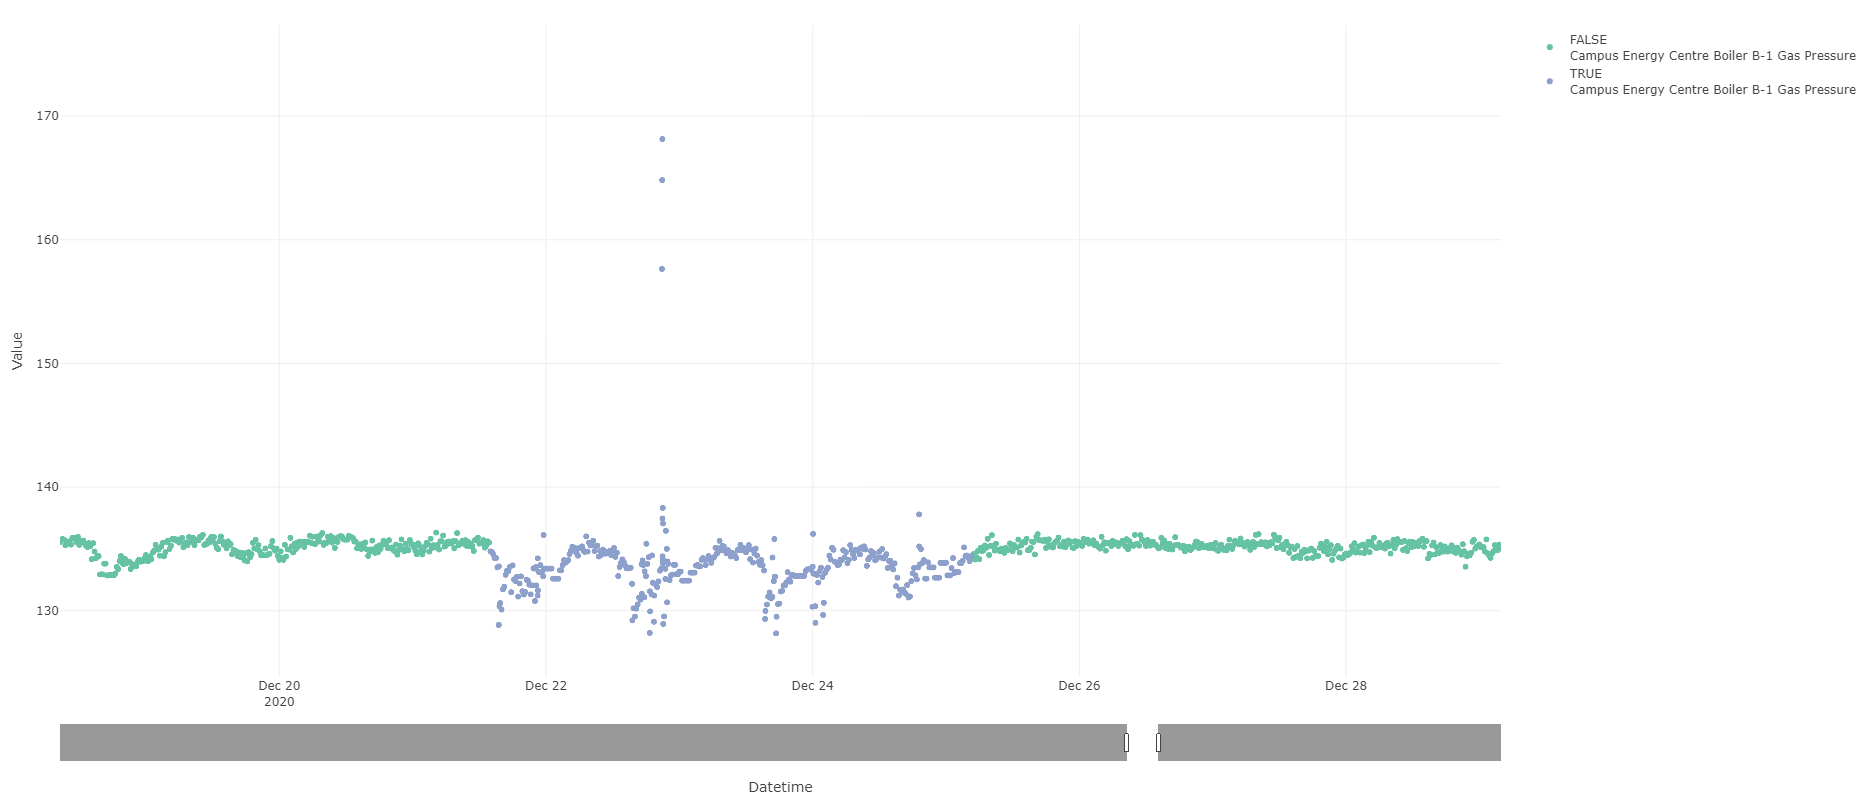 FALSE
Campus Energy Centre Boiler B-1 Gas Pressure
TRUE
Campus Energy Centre Boiler B-1 Gas Pressure
170
160
150
140
130
Value
Dec 20
2020
Dec 22
Dec 24
Dec 26
Dec 28
Datetime